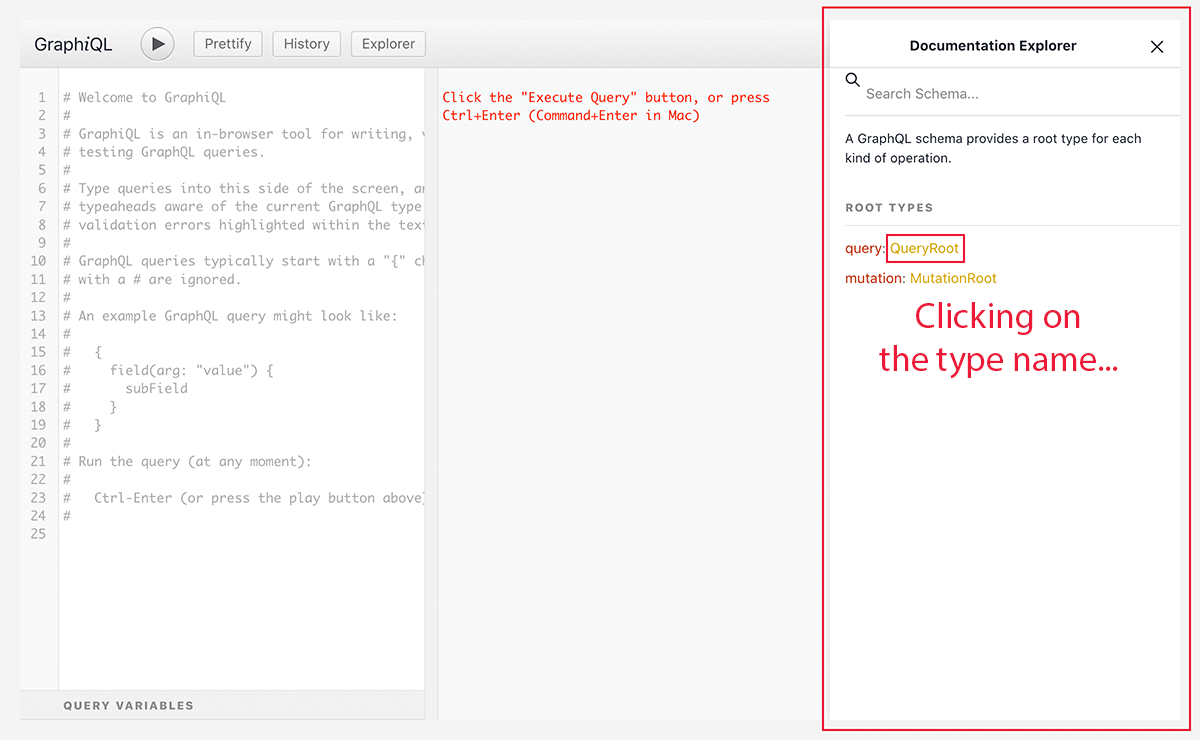 GraphiQL
Prettify
History
Explorer
1 # Welcome to GraphiQL
2 #
3 # GraphiQL is an in-browser tool for writing,
4 # testing GraphQL queries.
5 #
6 # Type queries into this side of the screen,
7 # typeaheads aware of the current GraphQL type
8 # validation errors highlighted within the text
9 #
10 # GraphQL queries typically start with a "{"
11 # with a # are ignored.
12 #
13 # An example GraphQL query might look like:
14 #
15 #   {
16 #     field(arg: "value") {
17 #       subField
18 #     }
19 #   }
20 #
21 # Run the query (at any moment):
22 #
23 #   Ctrl-Enter (or press the play button above)
24 #
25
QUERY VARIABLES
Click the "Execute Query" button, or press
Ctrl+Enter (Command+Enter in Mac)
Documentation Explorer
Search Schema...
A GraphQL schema provides a root type for each
kind of operation.
ROOT TYPES
query: QueryRoot
mutation: MutationRoot
Clicking on
the type name...